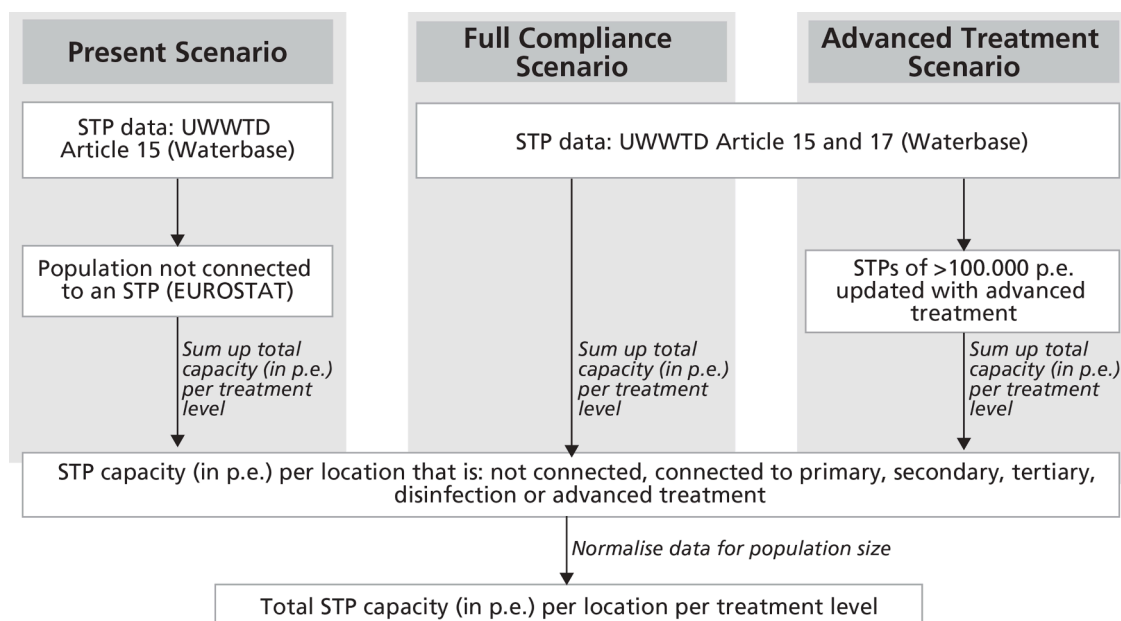 Present Scenario
Full Compliance
Scenario
Advanced Treatment
Scenario
STP data: UWWTD
Article 15 (Waterbase)
STP data: UWWTD Article 15 and 17 (Waterbase)
Population not connected
to an STP (EUROSTAT)
STPs of >100.000 p.e.
updated with advanced
treatment
Sum up total
capacity (in p.e.)
per treatment
level
Sum up total
capacity (in p.e.)
per treatment
level
Sum up total
capacity (in p.e.)
per treatment
level
STP capacity (in p.e.) per location that is: not connected, connected to primary, secondary, tertiary,
disinfection or advanced treatment
Normalise data for population size
Total STP capacity (in p.e.) per location per treatment level